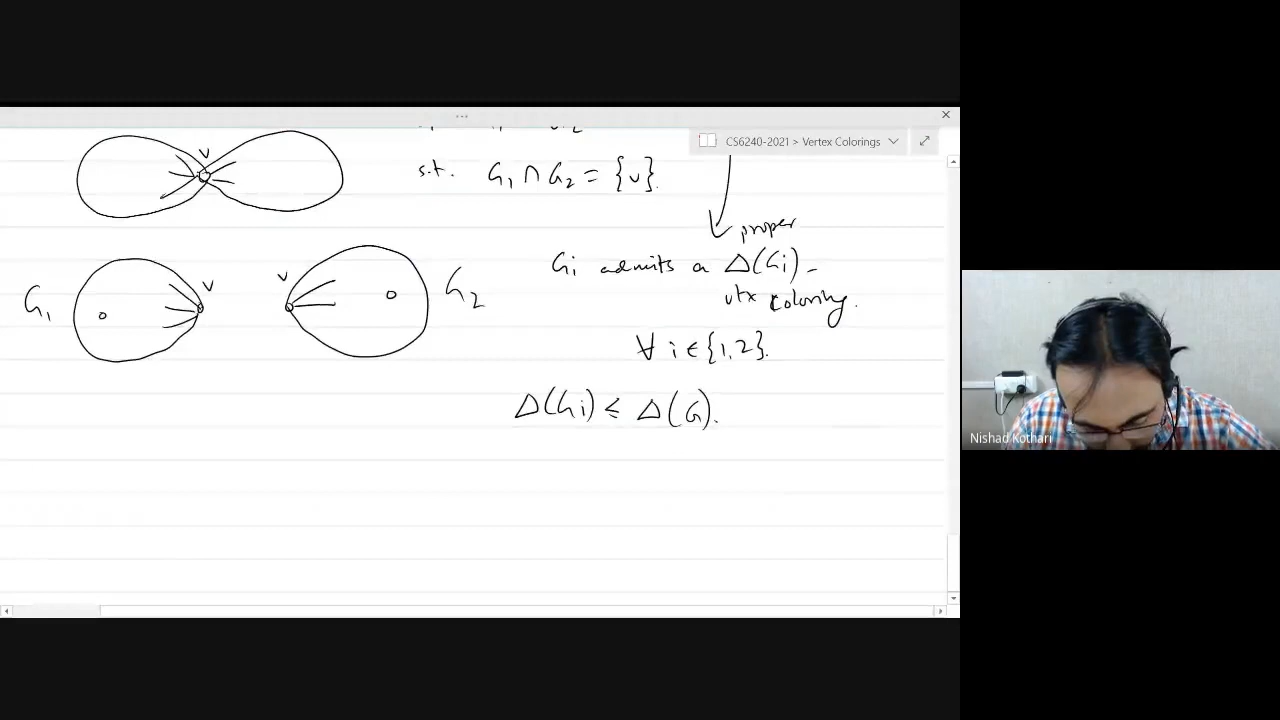 CS6240-2021 > Vertex Colorings
v
s.t. G₁ ∩ G₂ = {v}.
proper
Gi admits a Δ(Gi) -
vtx coloring.
G₁ v v G₂
∀ i ∈ {1,2}.
Δ(Gi) ≤ Δ(G).
Nishad Kothari